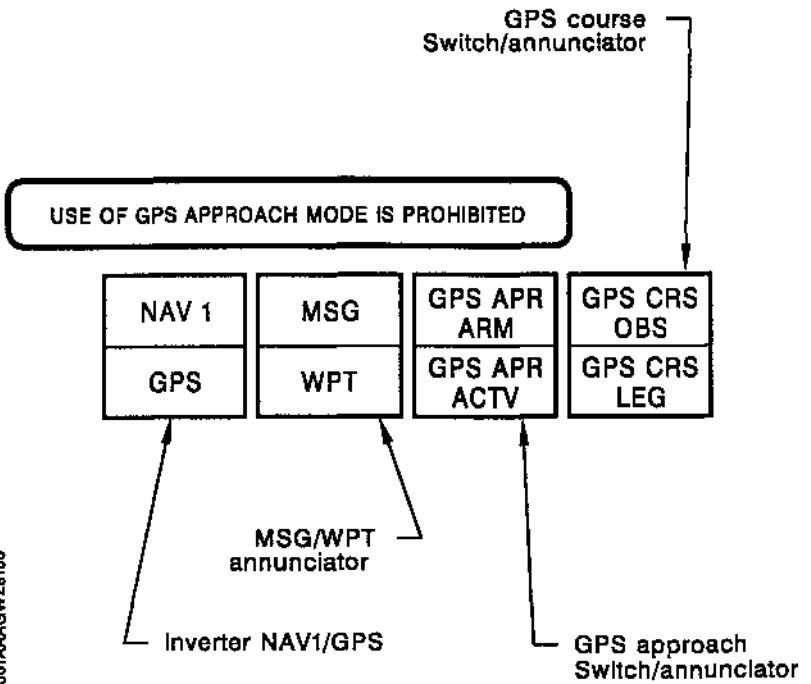 GPS course
Switch/annunciator
USE OF GPS APPROACH MODE IS PROHIBITED
NAV 1
GPS
MSG
WPT
GPS APR
ARM
GPS APR
ACTV
GPS CRS
OBS
GPS CRS
LEG
MSG/WPT
annunciator
Inverter NAV1/GPS
GPS approach
Switch/annunciator